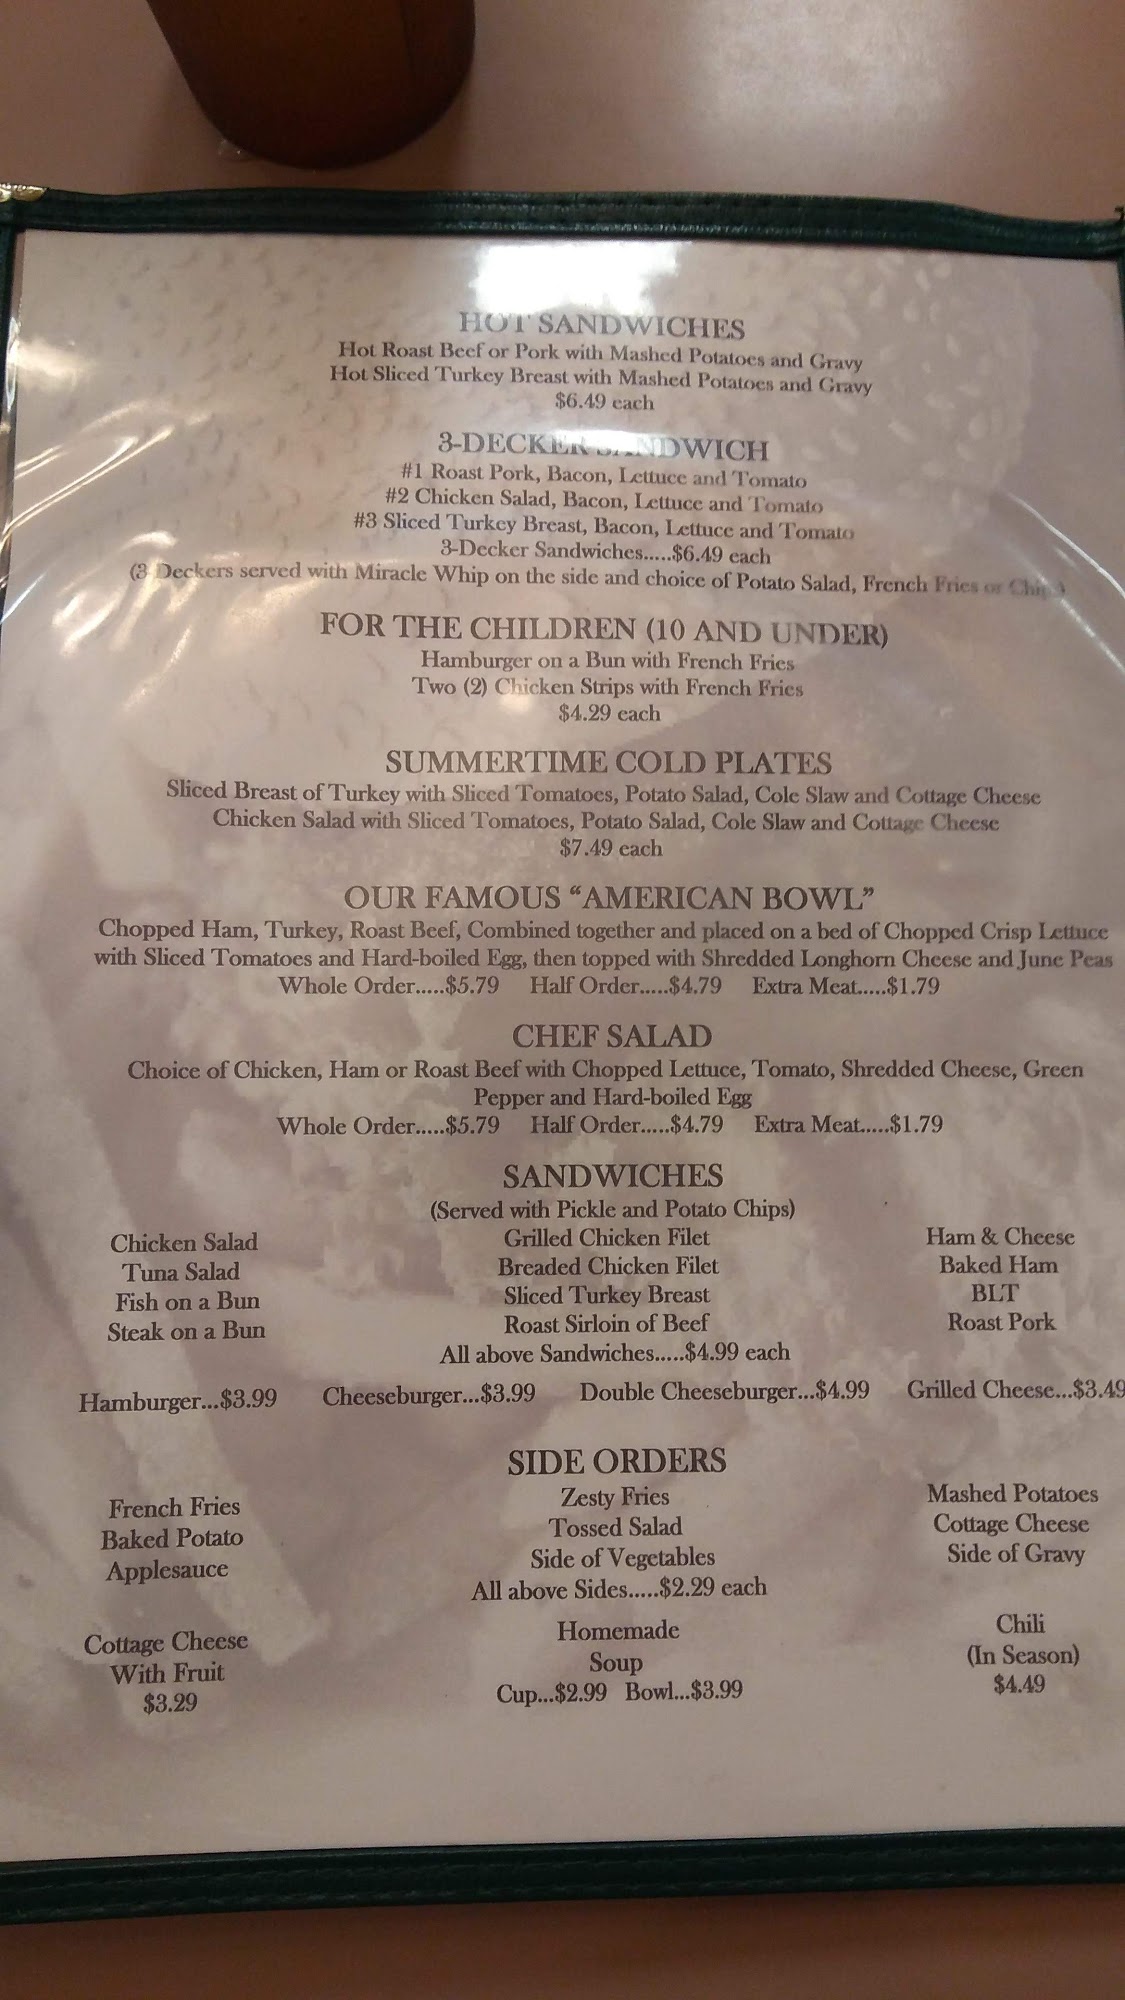 HOT SANDWICHES
Hot Roast Beef or Pork with Mashed Potatoes and Gravy
Hot Sliced Turkey Breast with Mashed Potatoes and Gravy
$6.49 each
3-DECKER SANDWICH
#1 Roast Pork, Bacon, Lettuce and Tomato
#2 Chicken Salad, Bacon, Lettuce and Tomato
#3 Sliced Turkey Breast, Bacon, Lettuce and Tomato
3-Decker Sandwiches.....$6.49 each
(3 Deckers served with Miracle Whip on the side and choice of Potato Salad, French Fries or Chips)
FOR THE CHILDREN (10 AND UNDER)
Hamburger on a Bun with French Fries
Two (2) Chicken Strips with French Fries
$4.29 each
SUMMERTIME COLD PLATES
Sliced Breast of Turkey with Sliced Tomatoes, Potato Salad, Cole Slaw and Cottage Cheese
Chicken Salad with Sliced Tomatoes, Potato Salad, Cole Slaw and Cottage Cheese
$7.49 each
OUR FAMOUS “AMERICAN BOWL”
Chopped Ham, Turkey, Roast Beef, Combined together and placed on a bed of Chopped Crisp Lettuce
with Sliced Tomatoes and Hard-boiled Egg, then topped with Shredded Longhorn Cheese and June Peas
Whole Order.....$5.79 Half Order.....$4.79 Extra Meat.....$1.79
CHEF SALAD
Choice of Chicken, Ham or Roast Beef with Chopped Lettuce, Tomato, Shredded Cheese, Green
Pepper and Hard-boiled Egg
Whole Order.....$5.79 Half Order.....$4.79 Extra Meat.....$1.79
SANDWICHES
(Served with Pickle and Potato Chips)
Chicken Salad Grilled Chicken Filet Ham & Cheese
Tuna Salad Breaded Chicken Filet Baked Ham
Fish on a Bun Sliced Turkey Breast BLT
Steak on a Bun Roast Sirloin of Beef Roast Pork
All above Sandwiches.....$4.99 each
Hamburger...$3.99 Cheeseburger...$3.99 Double Cheeseburger...$4.99 Grilled Cheese...$3.49
SIDE ORDERS
French Fries Zesty Fries Mashed Potatoes
Baked Potato Tossed Salad Cottage Cheese
Applesauce Side of Vegetables Side of Gravy
All above Sides.....$2.29 each
Cottage Cheese Homemade Chili
With Fruit Soup (In Season)
$3.29 Cup...$2.99 Bowl...$3.99 $4.49